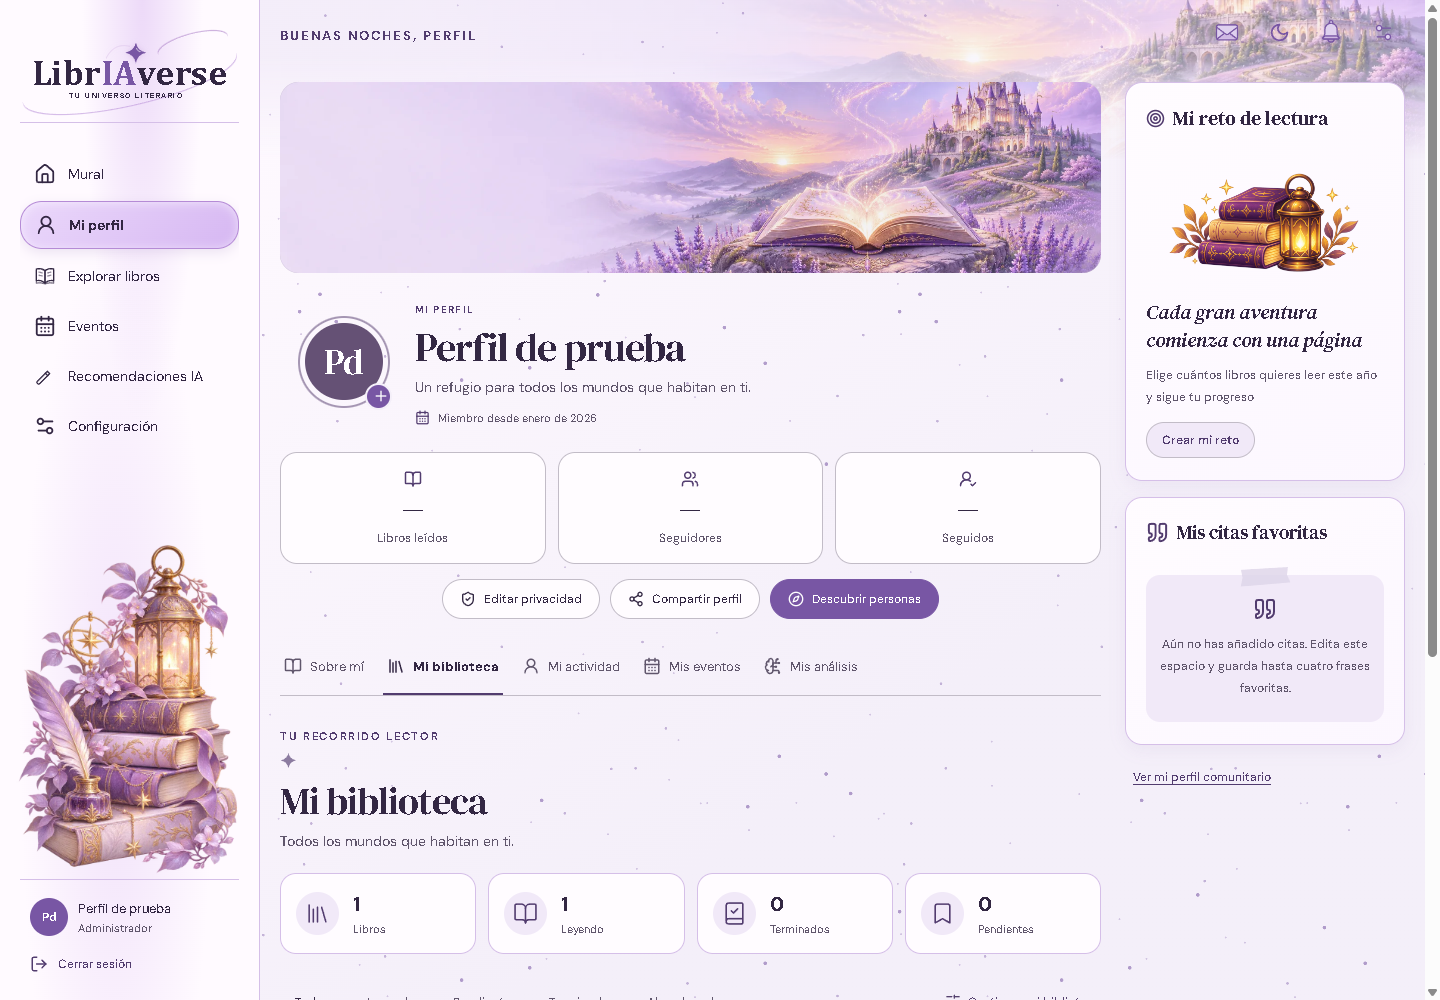 LibrIAverse
TU UNIVERSO LITERARIO
Mural
Mi perfil
Explorar libros
Eventos
Recomendaciones IA
Configuración
Pd
Perfil de prueba
Administrador
Cerrar sesión
BUENAS NOCHES, PERFIL
Pd
MI PERFIL
Perfil de prueba
Un refugio para todos los mundos que habitan en ti.
Miembro desde enero de 2026
— Libros leídos
— Seguidores
— Seguidos
Editar privacidad
Compartir perfil
Descubrir personas
Sobre mí
Mi biblioteca
Mi actividad
Mis eventos
Mis análisis
TU RECORRIDO LECTOR
Mi biblioteca
Todos los mundos que habitan en ti.
1
Libros
1
Leyendo
0
Terminados
0
Pendientes
Mi reto de lectura
Cada gran aventura
comienza con una página
Elige cuántos libros quieres leer este año
y sigue tu progreso
Crear mi reto
Mis citas favoritas
Aún no has añadido citas. Edita este
espacio y guarda hasta cuatro frases
favoritas.
Ver mi perfil comunitario